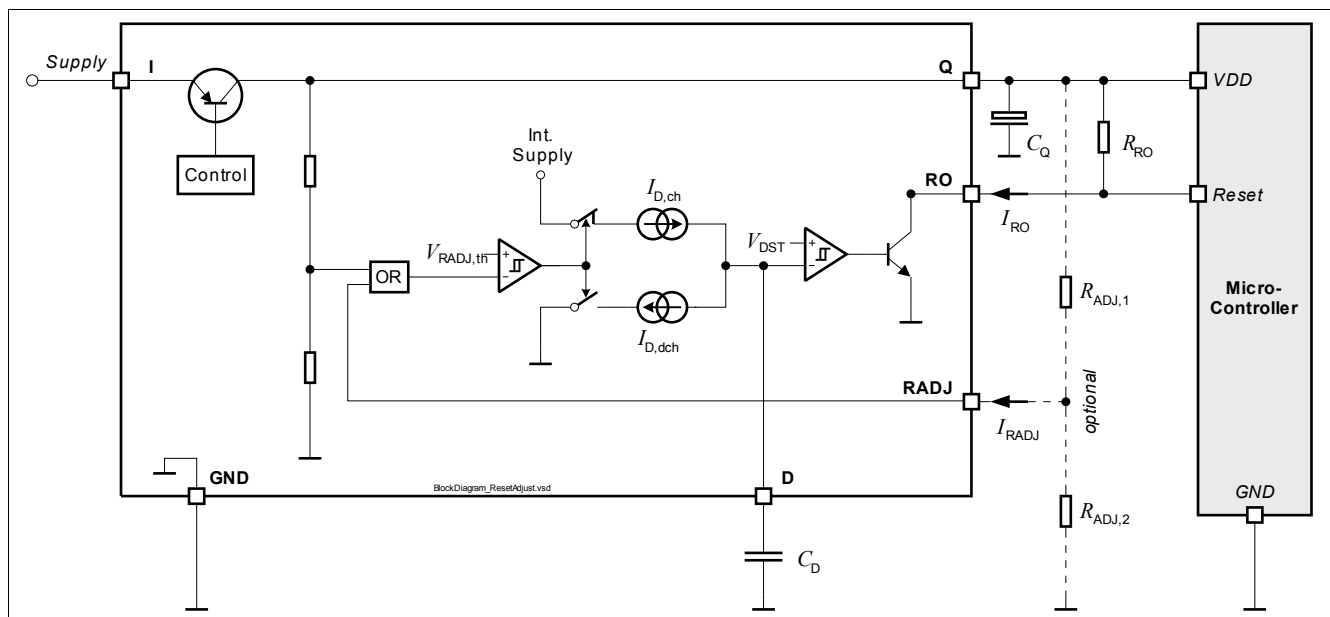 Supply
I
Q
VDD
Control
Int.
Supply
C_Q
R_RO
I_D,ch
RO
I_RO
Reset
V_RADJ,th
+
−
OR
V_DST
+
−
I_D,dch
R_ADJ,1
Micro-
Controller
RADJ
I_RADJ
optional
GND
BlockDiagram_ResetAdjust.vsd
D
C_D
R_ADJ,2
GND